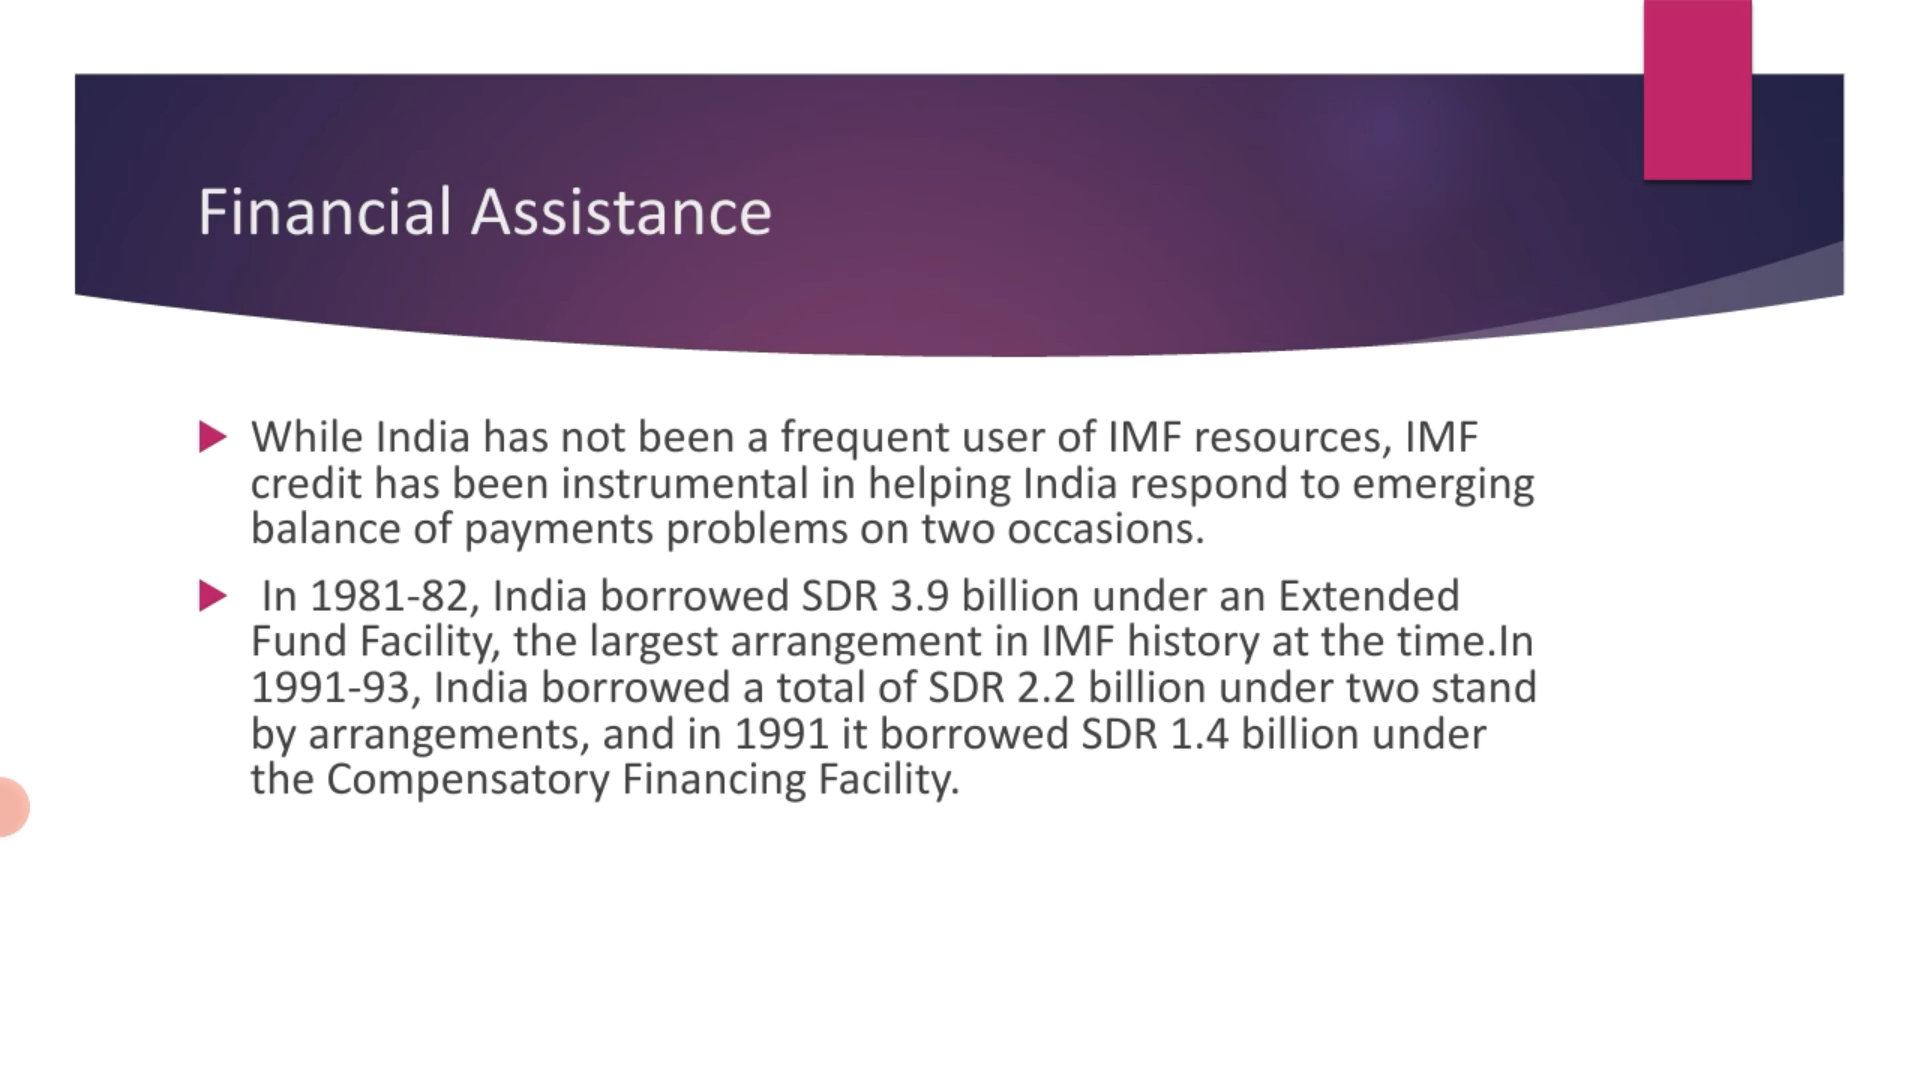 Financial Assistance
While India has not been a frequent user of IMF resources, IMF
credit has been instrumental in helping India respond to emerging
balance of payments problems on two occasions.
In 1981-82, India borrowed SDR 3.9 billion under an Extended
Fund Facility, the largest arrangement in IMF history at the time.In
1991-93, India borrowed a total of SDR 2.2 billion under two stand
by arrangements, and in 1991 it borrowed SDR 1.4 billion under
the Compensatory Financing Facility.